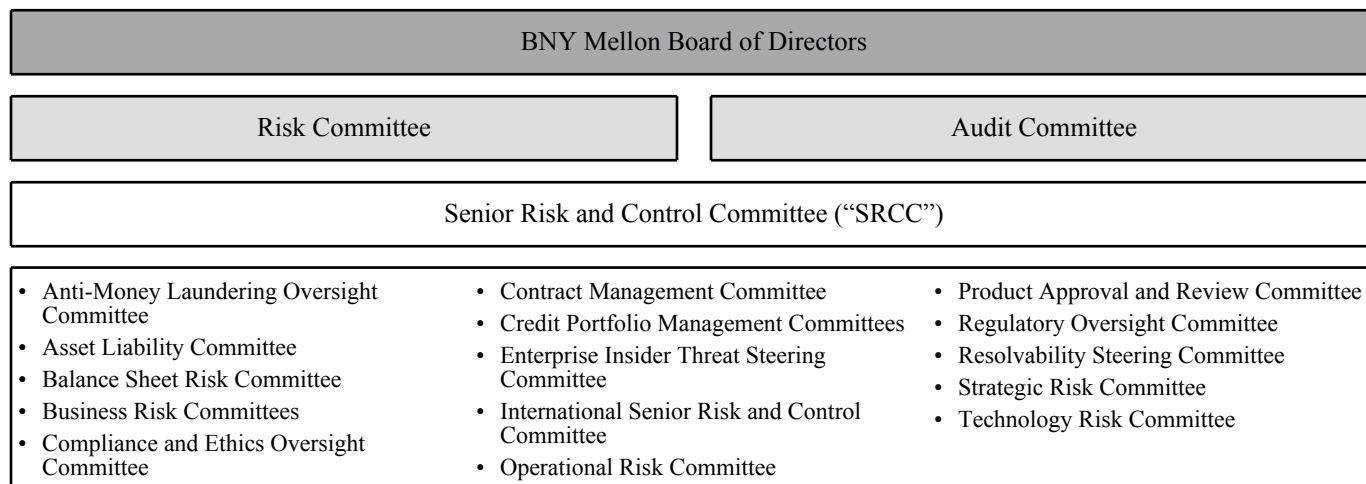 BNY Mellon Board of Directors
Risk Committee
Audit Committee
Senior Risk and Control Committee (“SRCC”)
• Anti-Money Laundering Oversight
Committee
• Asset Liability Committee
• Balance Sheet Risk Committee
• Business Risk Committees
• Compliance and Ethics Oversight
Committee
• Contract Management Committee
• Credit Portfolio Management Committees
• Enterprise Insider Threat Steering
Committee
• International Senior Risk and Control
Committee
• Operational Risk Committee
• Product Approval and Review Committee
• Regulatory Oversight Committee
• Resolvability Steering Committee
• Strategic Risk Committee
• Technology Risk Committee